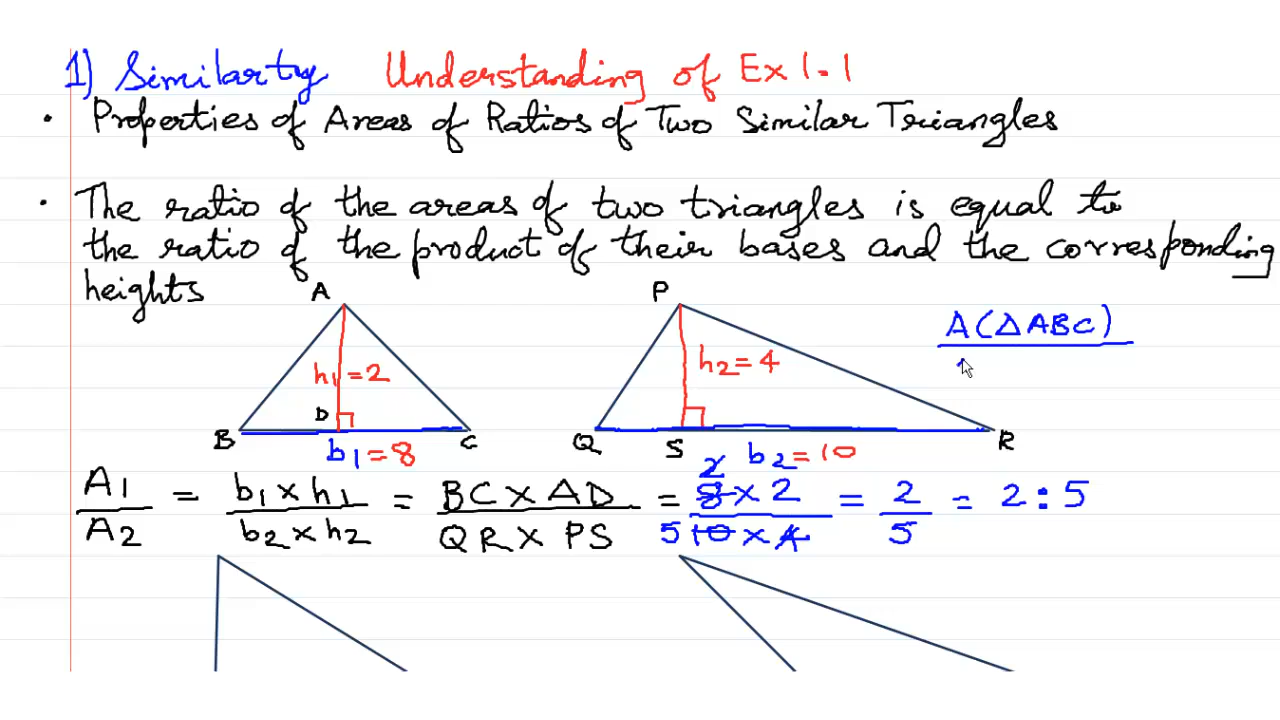 1) Similarty Understanding of Ex 1.1
• Properties of Areas of Ratios of Two Similar Triangles
• The ratio of the areas of two triangles is equal to
the ratio of the product of their bases and the corresponding
heights
A P
A(△ABC)
h1=2 h2=4
D
B C Q S R
b1=8 b2=10
A1/A2 = b1×h1/b2×h2 = BC×AD/QR×PS = 2 8×2/5 10×4 = 2/5 = 2:5